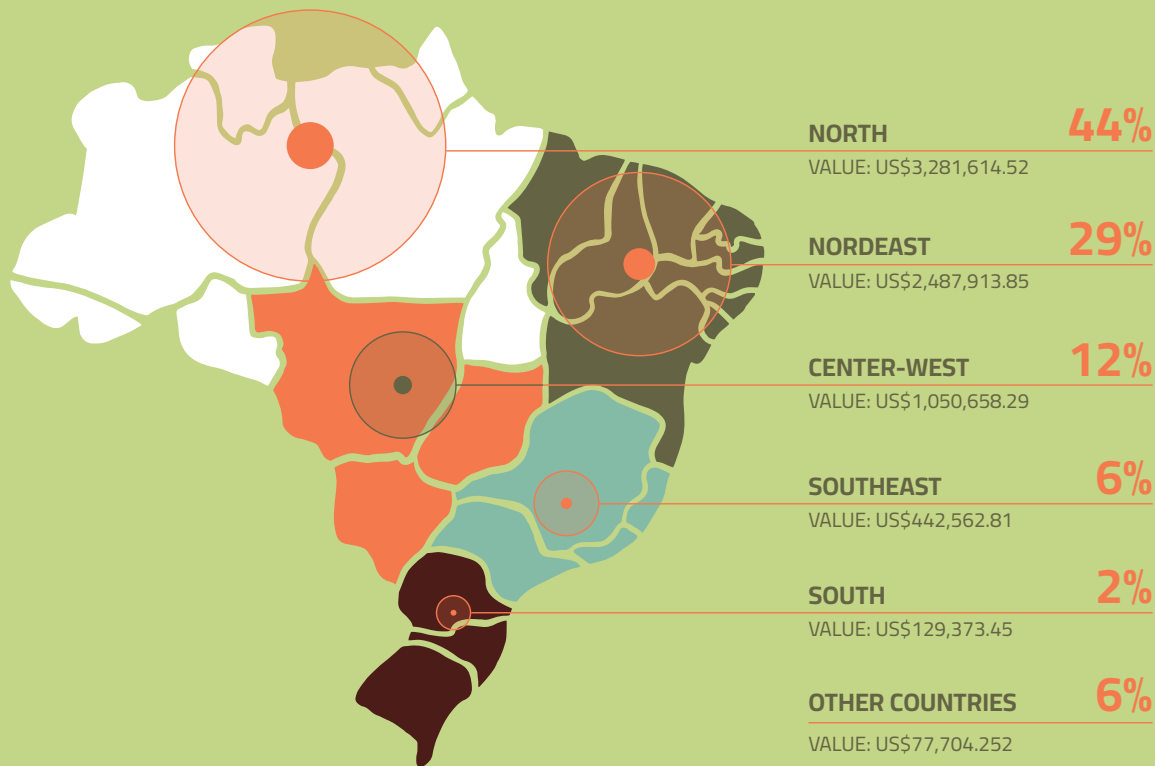 NORTH 44%
VALUE: US$3,281,614.52
NORDEAST 29%
VALUE: US$2,487,913.85
CENTER-WEST 12%
VALUE: US$1,050,658.29
SOUTHEAST 6%
VALUE: US$442,562.81
SOUTH 2%
VALUE: US$129,373.45
OTHER COUNTRIES 6%
VALUE: US$77,704.252